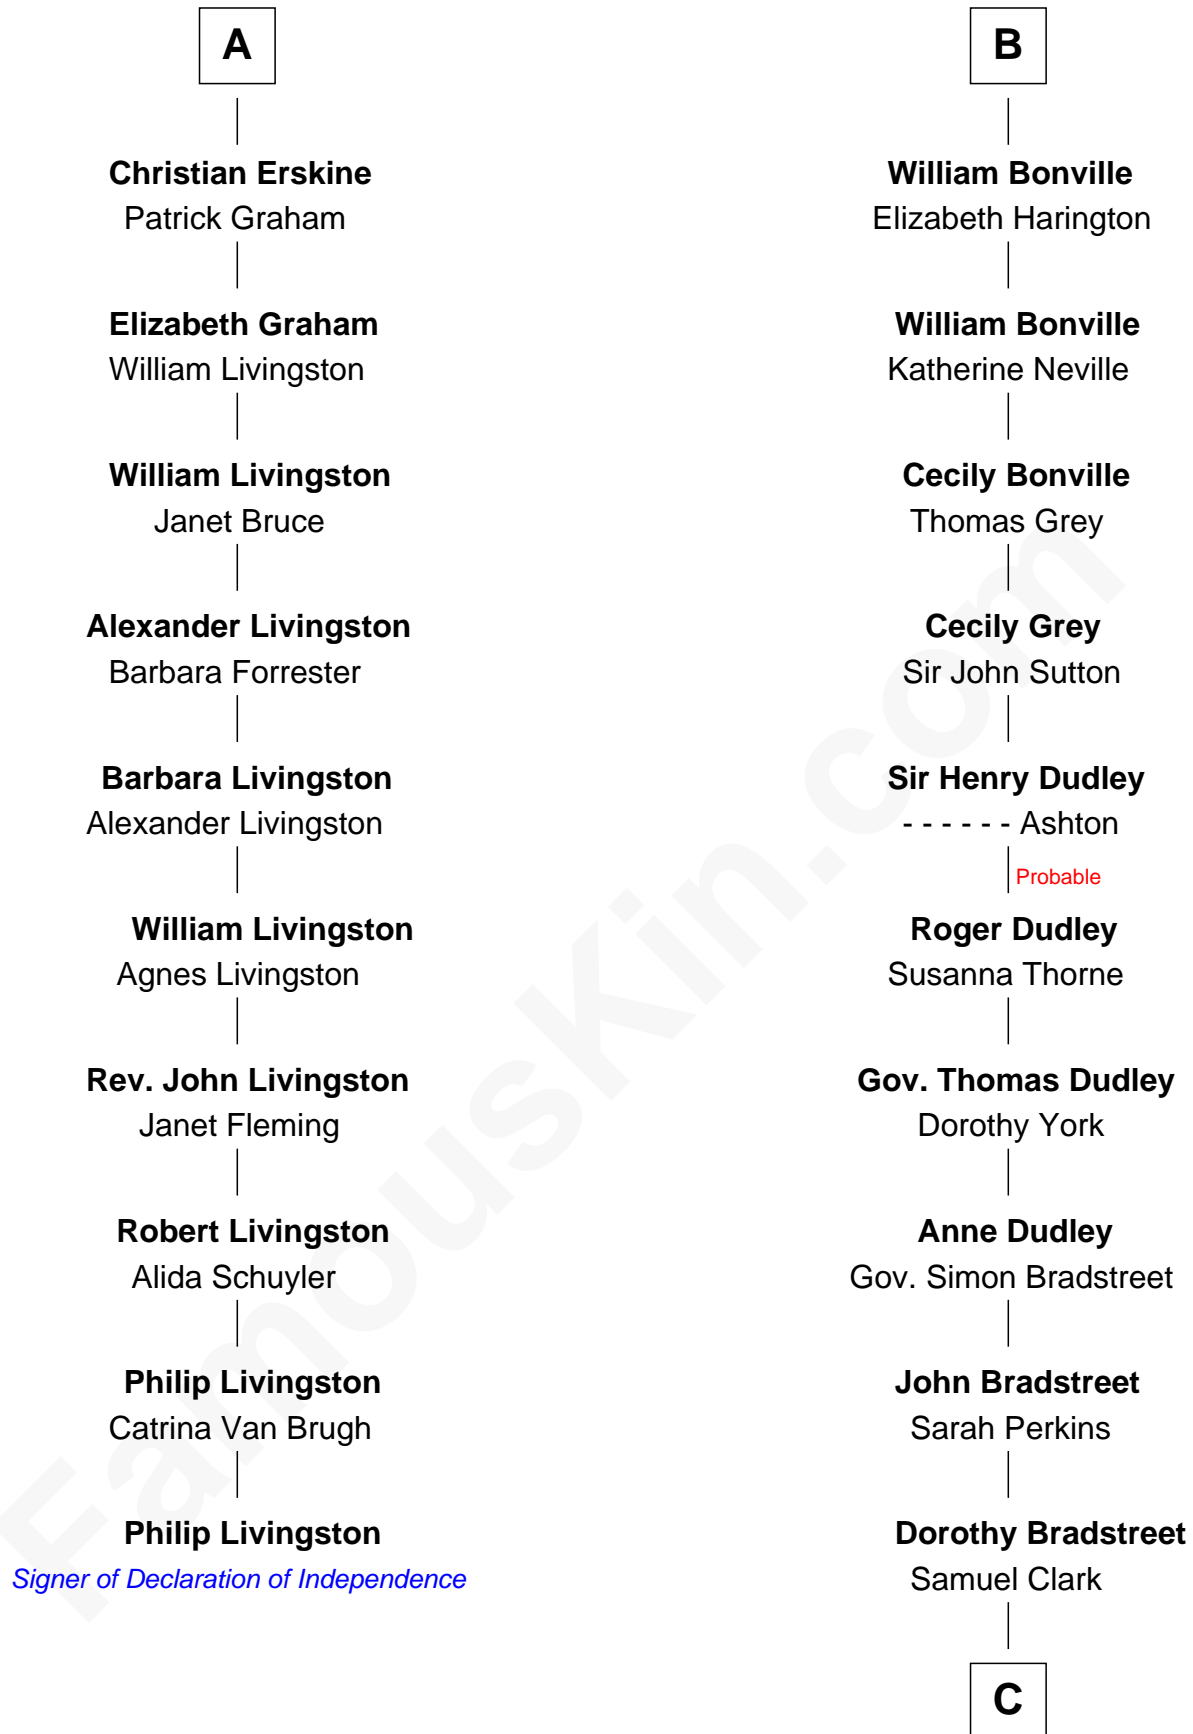 A
Christian Erskine
Patrick Graham
Elizabeth Graham
William Livingston
William Livingston
Janet Bruce
Alexander Livingston
Barbara Forrester
Barbara Livingston
Alexander Livingston
William Livingston
Agnes Livingston
Rev. John Livingston
Janet Fleming
Robert Livingston
Alida Schuyler
Philip Livingston
Catrina Van Brugh
Philip Livingston
Signer of Declaration of Independence
B
William Bonville
Elizabeth Harington
William Bonville
Katherine Neville
Cecily Bonville
Thomas Grey
Cecily Grey
Sir John Sutton
Sir Henry Dudley
- - - - - - Ashton
Probable
Roger Dudley
Susanna Thorne
Gov. Thomas Dudley
Dorothy York
Anne Dudley
Gov. Simon Bradstreet
John Bradstreet
Sarah Perkins
Dorothy Bradstreet
Samuel Clark
C
FamousKin.com